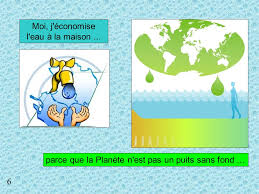 Moi, j'économise
l'eau à la maison ...
parce que la Planète n'est pas un puits sans fond ...
6